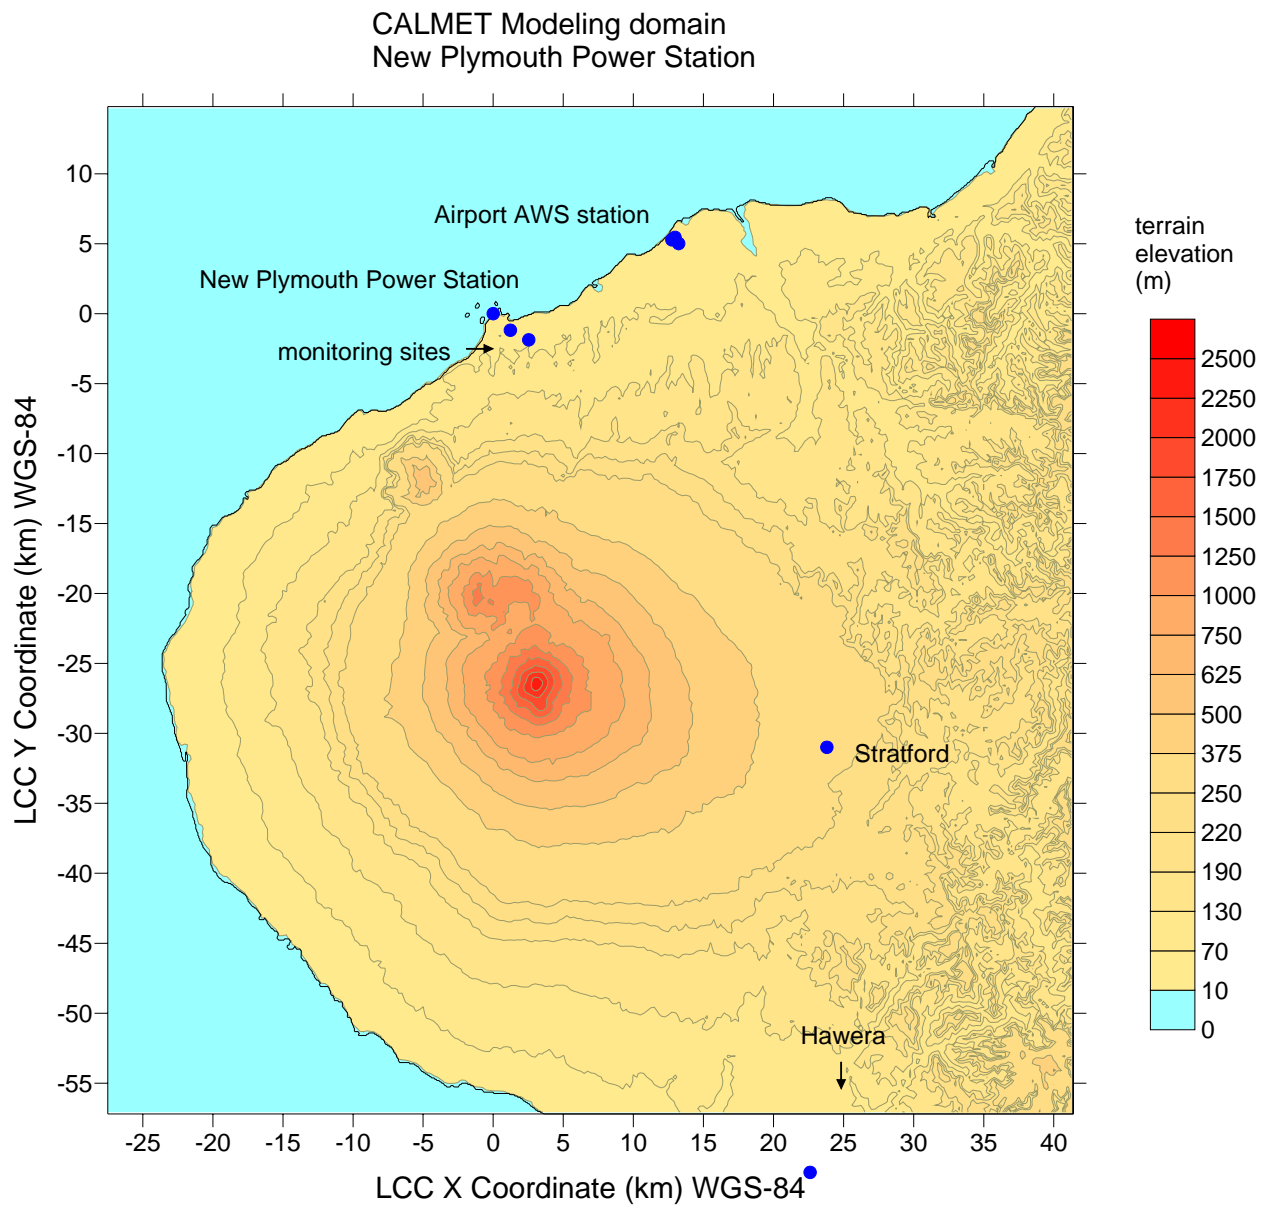 CALMET Modeling domain
New Plymouth Power Station
10
5
0
-5
-10
-15
-20
-25
-30
-35
-40
-45
-50
-55
LCC Y Coordinate (km) WGS-84
Airport AWS station
New Plymouth Power Station
monitoring sites
Stratford
Hawera
-25 -20 -15 -10 -5 0 5 10 15 20 25 30 35 40
LCC X Coordinate (km) WGS-84
terrain
elevation
(m)
2500
2250
2000
1750
1500
1250
1000
750
625
500
375
250
220
190
130
70
10
0